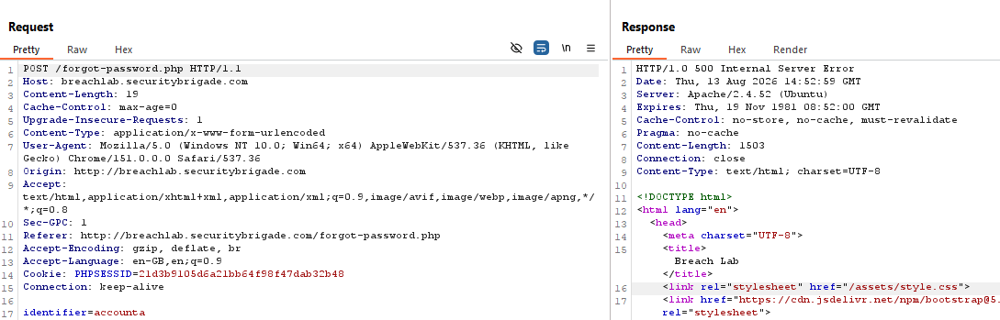 Request
Pretty Raw Hex
\n
1 POST /forgot-password.php HTTP/1.1
2 Host: breachlab.securitybrigade.com
3 Content-Length: 19
4 Cache-Control: max-age=0
5 Upgrade-Insecure-Requests: 1
6 Content-Type: application/x-www-form-urlencoded
7 User-Agent: Mozilla/5.0 (Windows NT 10.0; Win64; x64) AppleWebKit/537.36 (KHTML, like
Gecko) Chrome/151.0.0.0 Safari/537.36
8 Origin: http://breachlab.securitybrigade.com
9 Accept:
text/html,application/xhtml+xml,application/xml;q=0.9,image/avif,image/webp,image/apng,*/
*;q=0.8
10 Sec-GPC: 1
11 Referer: http://breachlab.securitybrigade.com/forgot-password.php
12 Accept-Encoding: gzip, deflate, br
13 Accept-Language: en-GB,en;q=0.9
14 Cookie: PHPSESSID=21d3b9105d6a21bb64f98f47dab32b48
15 Connection: keep-alive
16
17 identifier=accounta
Response
Pretty Raw Hex Render
1 HTTP/1.0 500 Internal Server Error
2 Date: Thu, 13 Aug 2026 14:52:59 GMT
3 Server: Apache/2.4.52 (Ubuntu)
4 Expires: Thu, 19 Nov 1981 08:52:00 GMT
5 Cache-Control: no-store, no-cache, must-revalidate
6 Pragma: no-cache
7 Content-Length: 1503
8 Connection: close
9 Content-Type: text/html; charset=UTF-8
10
11 <!DOCTYPE html>
12 <html lang="en">
13 <head>
14 <meta charset="UTF-8">
15 <title>
Breach Lab
</title>
16 <link rel="stylesheet" href="/assets/style.css">
17 <link href="https://cdn.jsdelivr.net/npm/bootstrap@5.
rel="stylesheet">